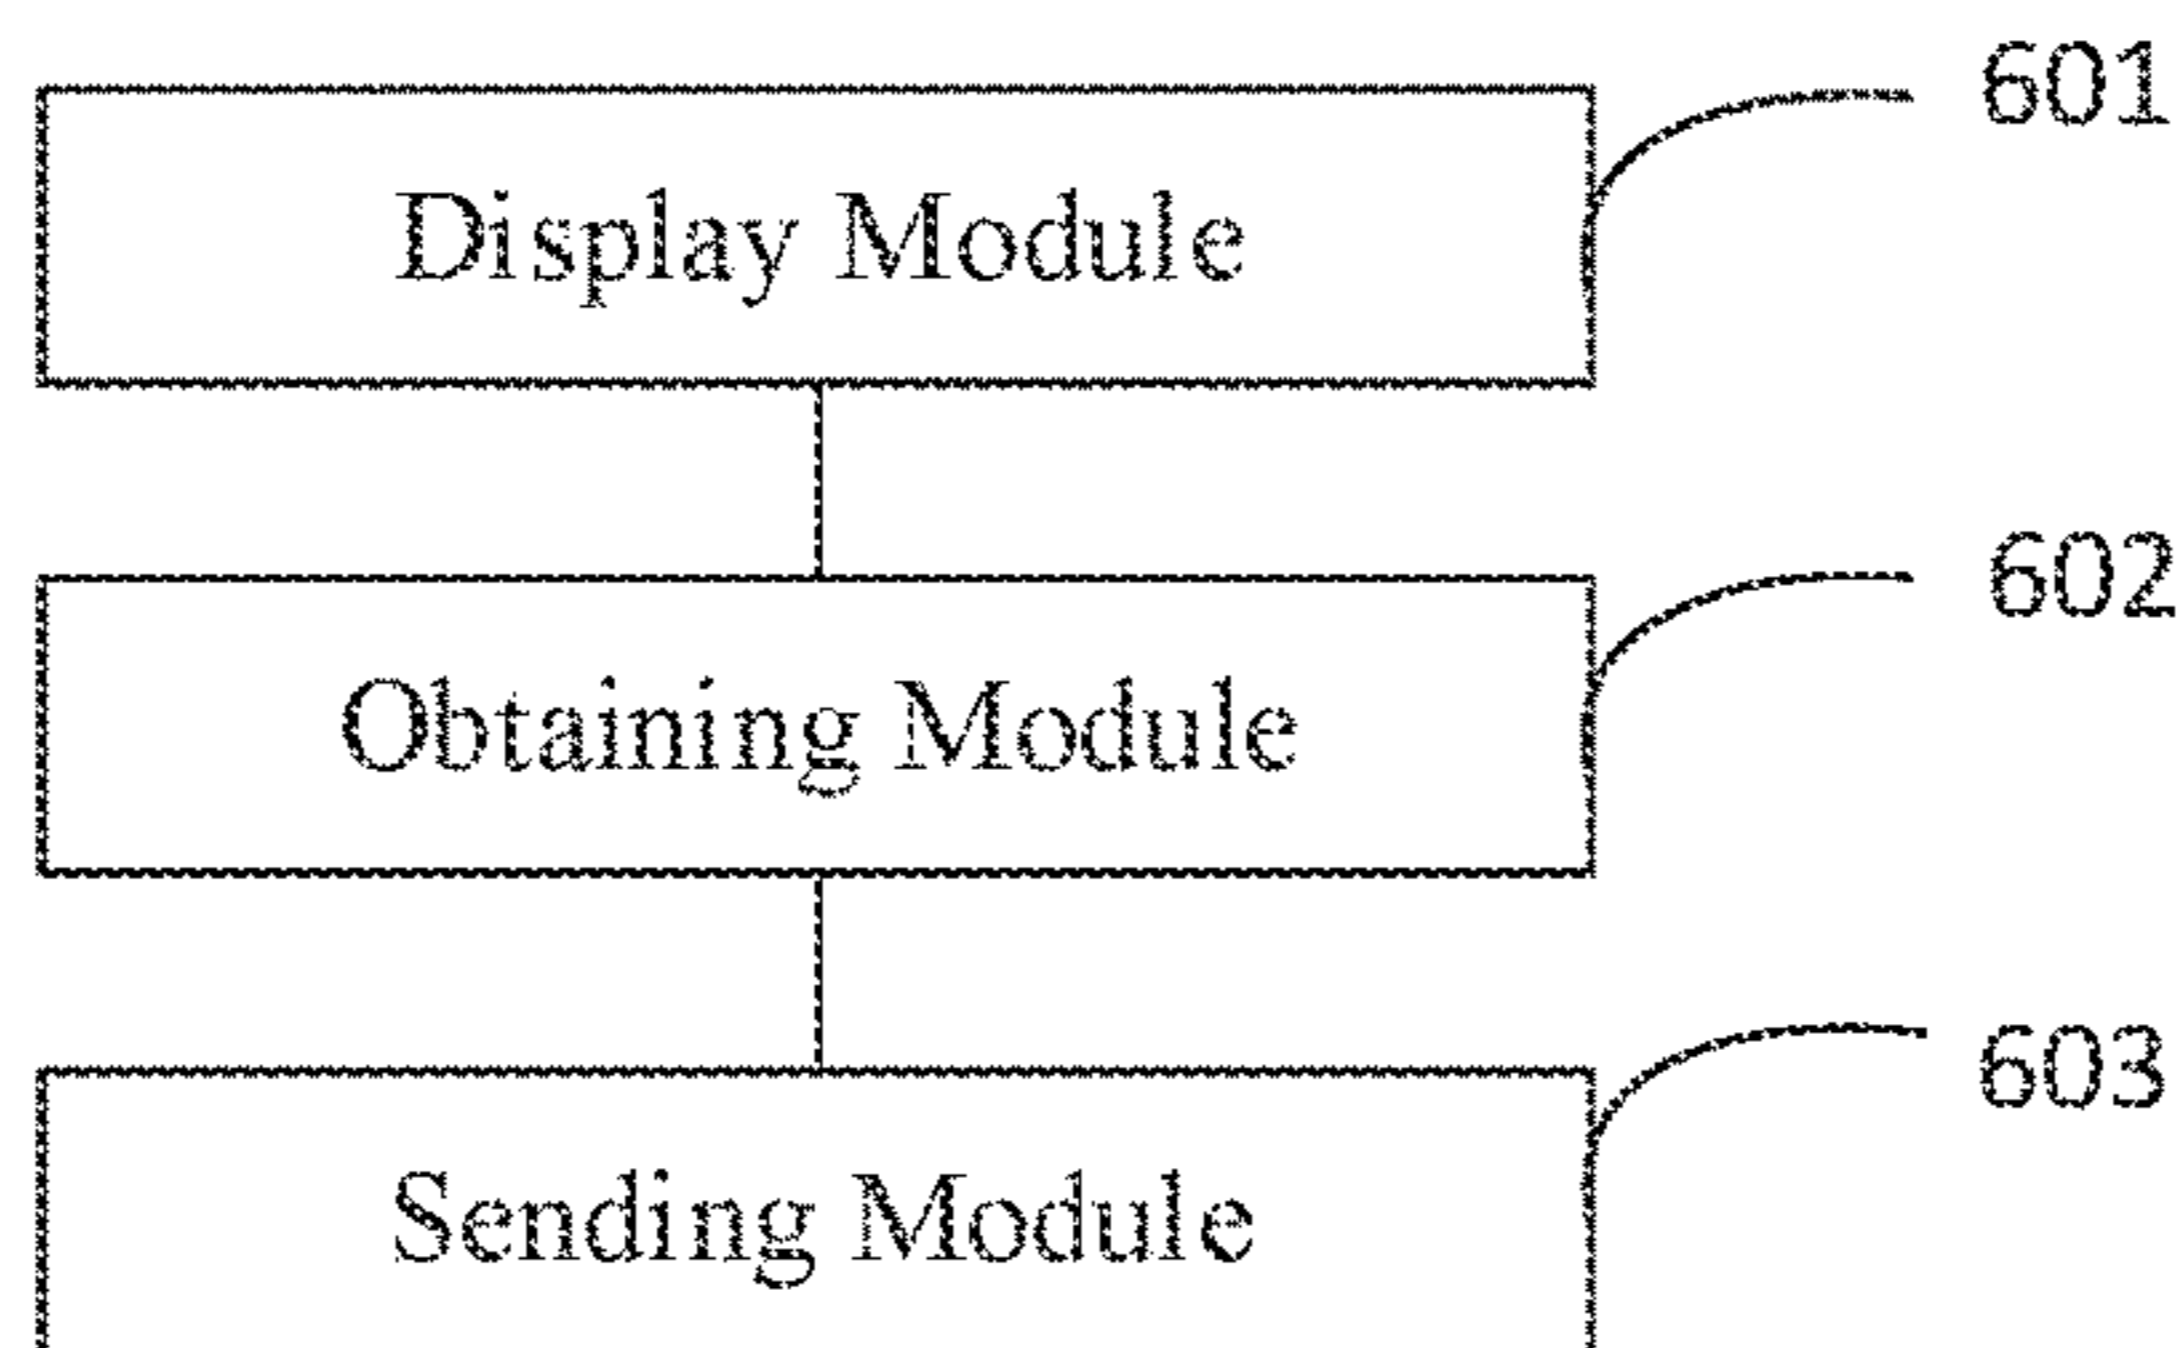 601
Display Module
602
Obtaining Module
603
Sending Module